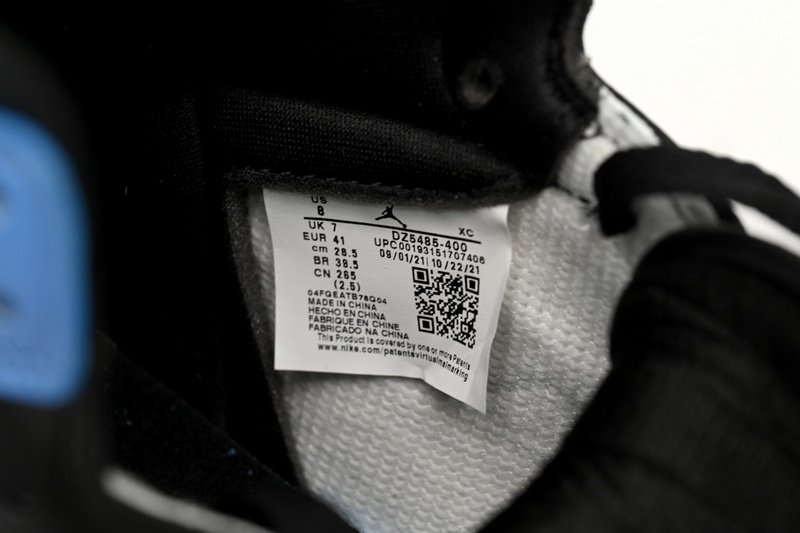 US
8
XC
UK 7
DZ5485-400
EUR 41
UPC00193151707406
cm 26.5
09/01/21 10/22/21
BR 39.5
CN 265
(2.5)
04FGEATB78Q04
MADE IN CHINA
HECHO EN CHINA
FABRIQUE EN CHINE
FABRICADO NA CHINA
This Product is covered by one or more Patents
www.nike.com/patentsvirtualmarking